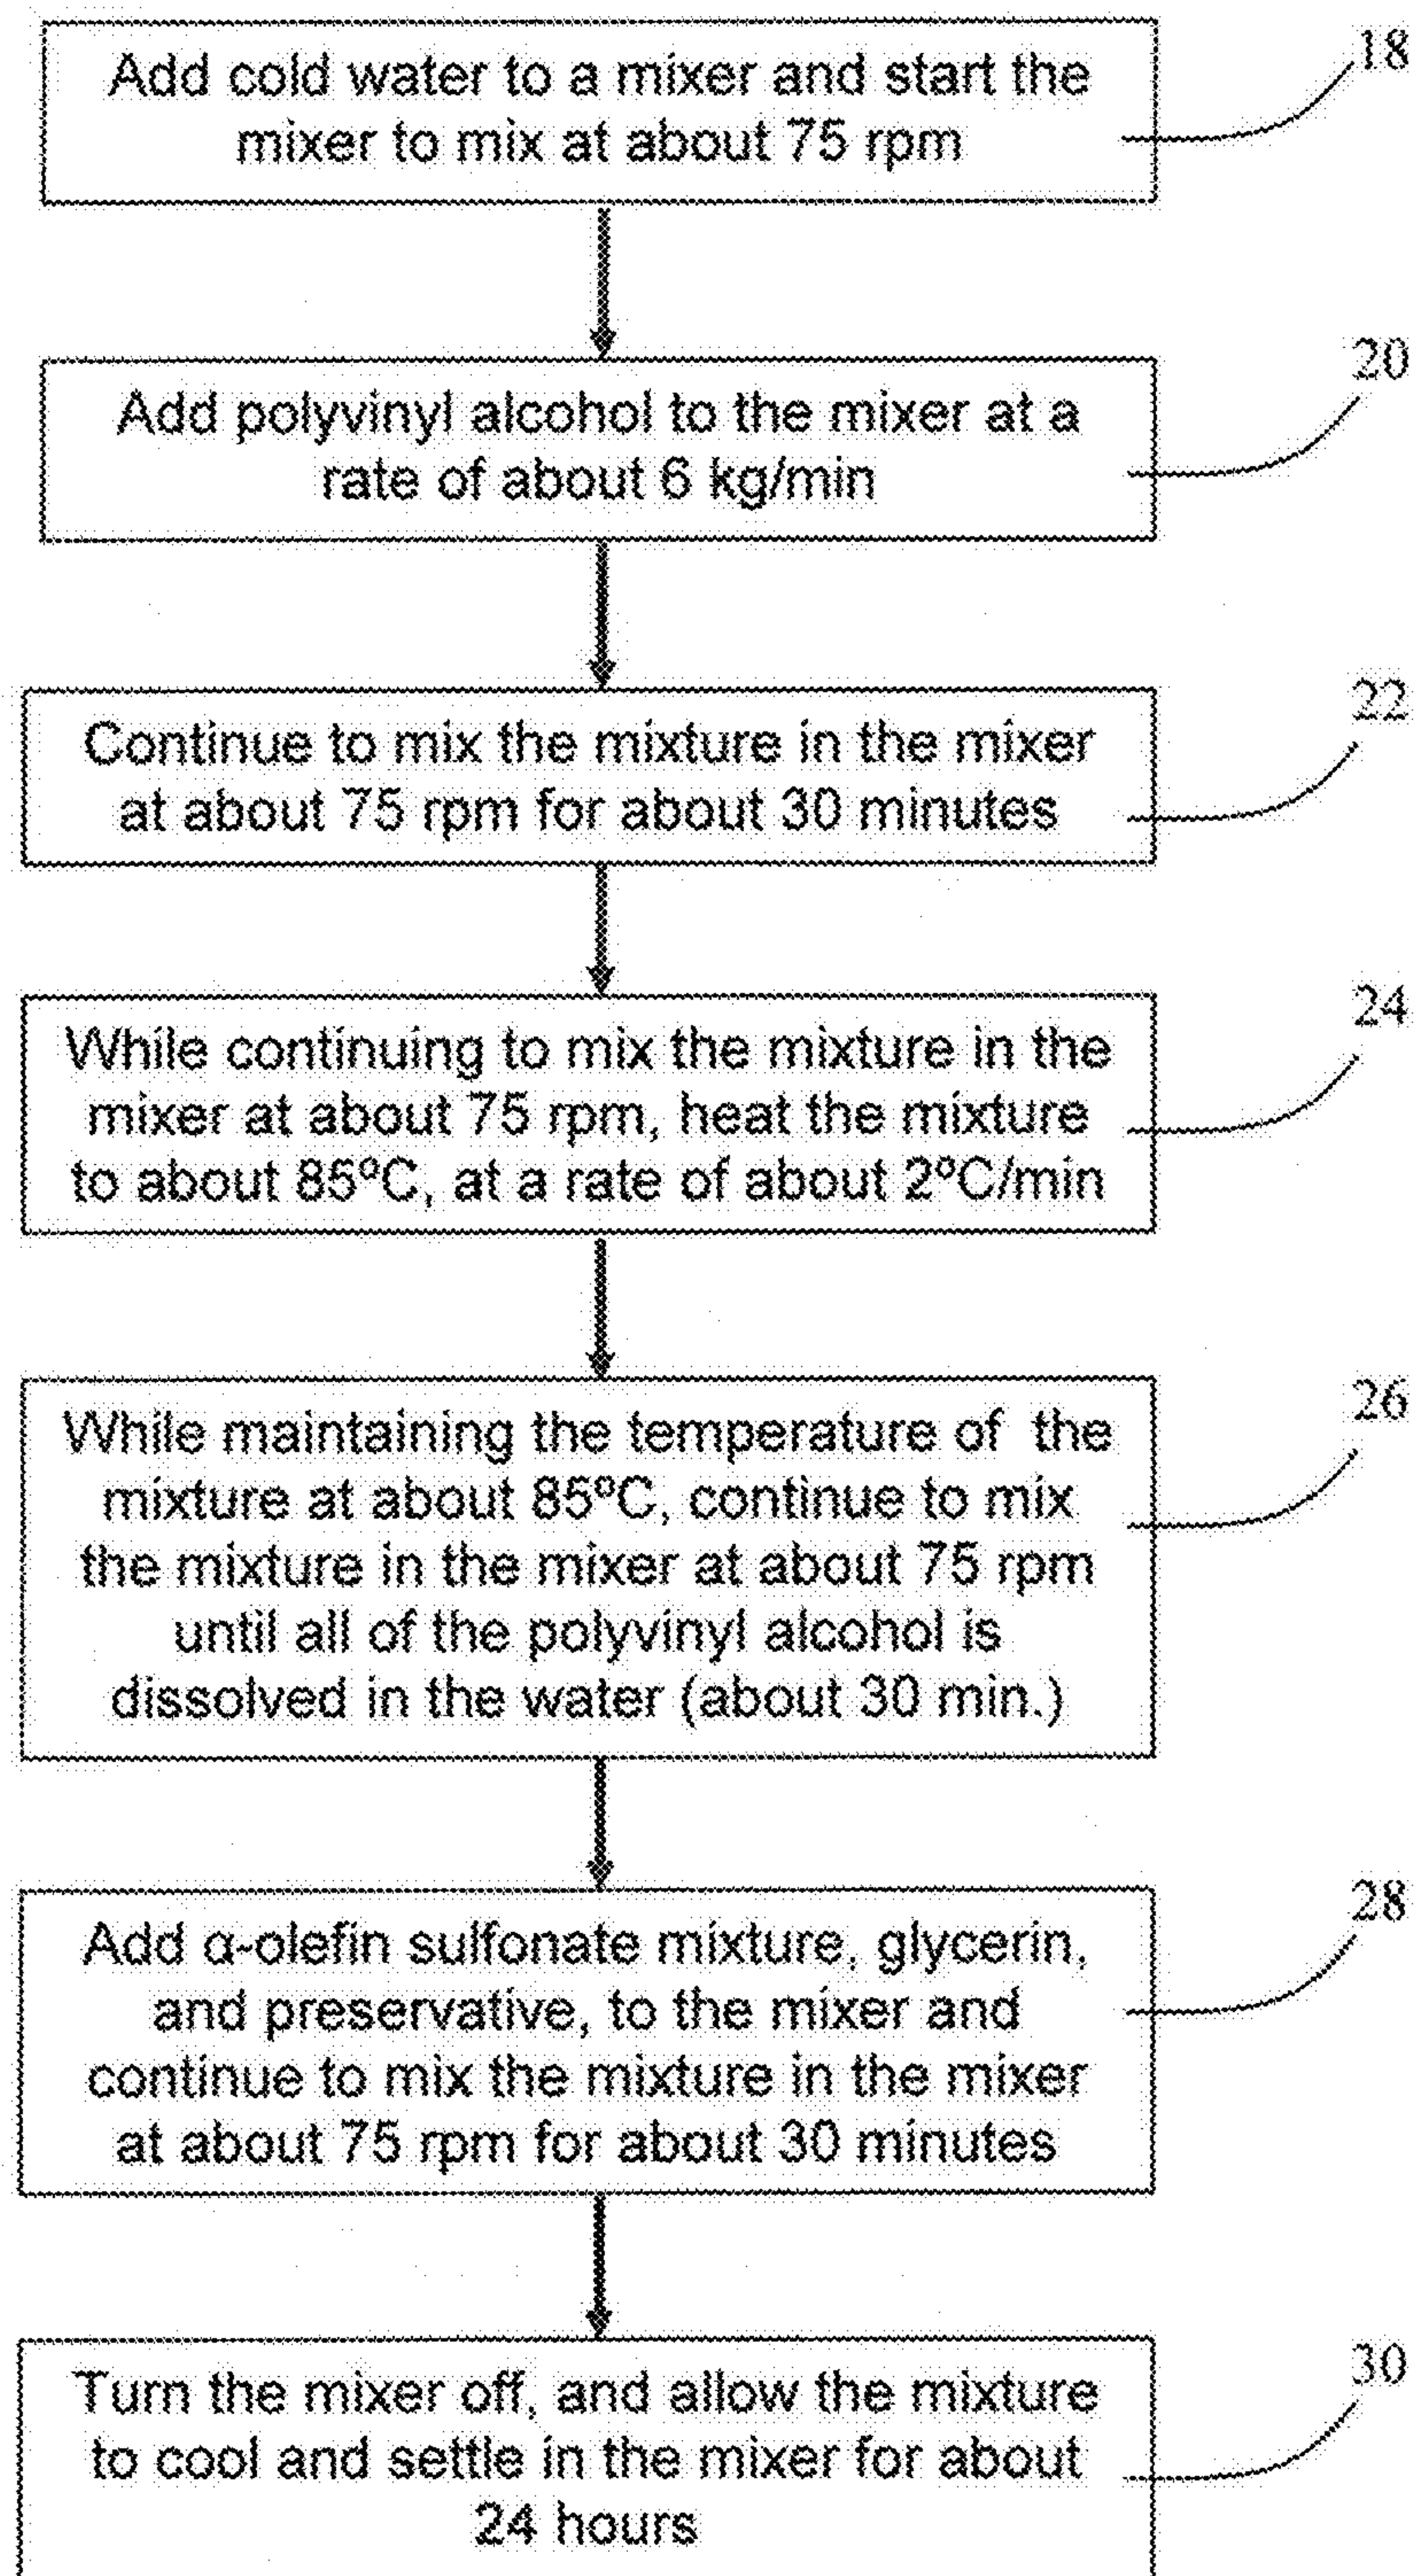 Add cold water to a mixer and start the
mixer to mix at about 75 rpm
18
Add polyvinyl alcohol to the mixer at a
rate of about 6 kg/min
20
Continue to mix the mixture in the mixer
at about 75 rpm for about 30 minutes
22
While continuing to mix the mixture in the
mixer at about 75 rpm, heat the mixture
to about 85ºC, at a rate of about 2ºC/min
24
While maintaining the temperature of the
mixture at about 85ºC, continue to mix
the mixture in the mixer at about 75 rpm
until all of the polyvinyl alcohol is
dissolved in the water (about 30 min.)
26
Add α-olefin sulfonate mixture, glycerin,
and preservative, to the mixer and
continue to mix the mixture in the mixer
at about 75 rpm for about 30 minutes
28
Turn the mixer off, and allow the mixture
to cool and settle in the mixer for about
24 hours
30